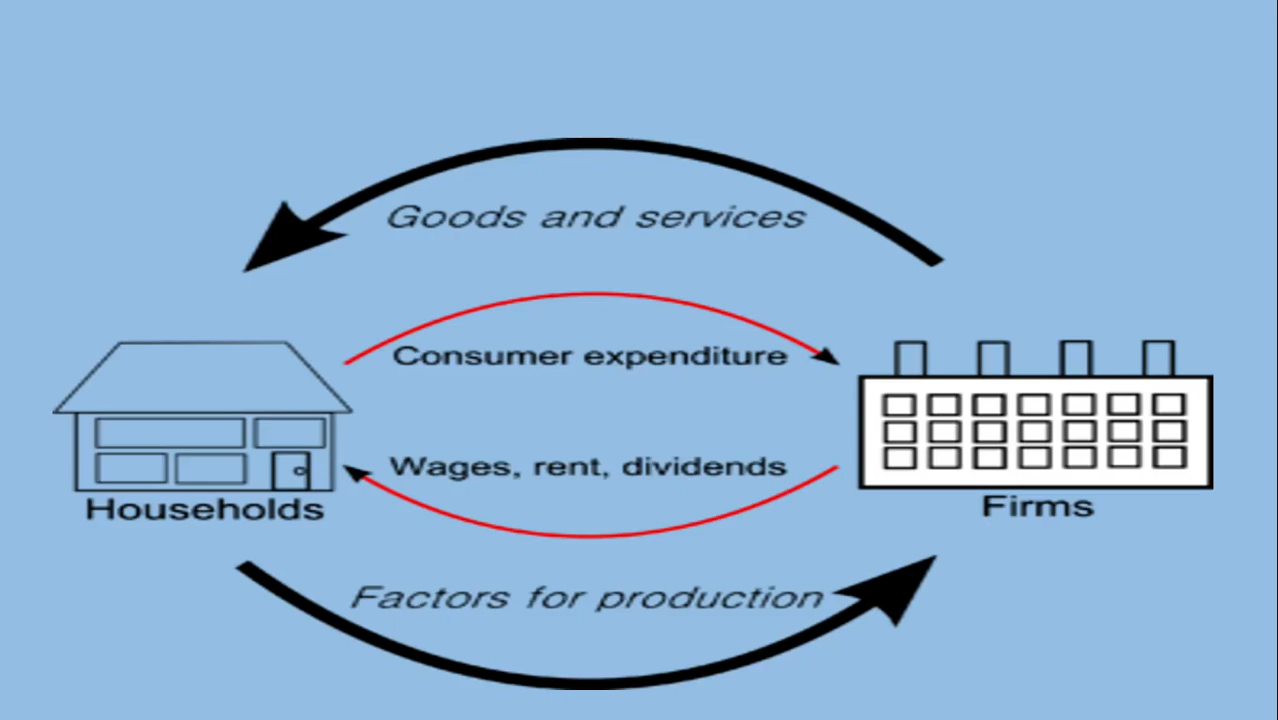 Goods and services
Consumer expenditure
Wages, rent, dividends
Households
Firms
Factors for production